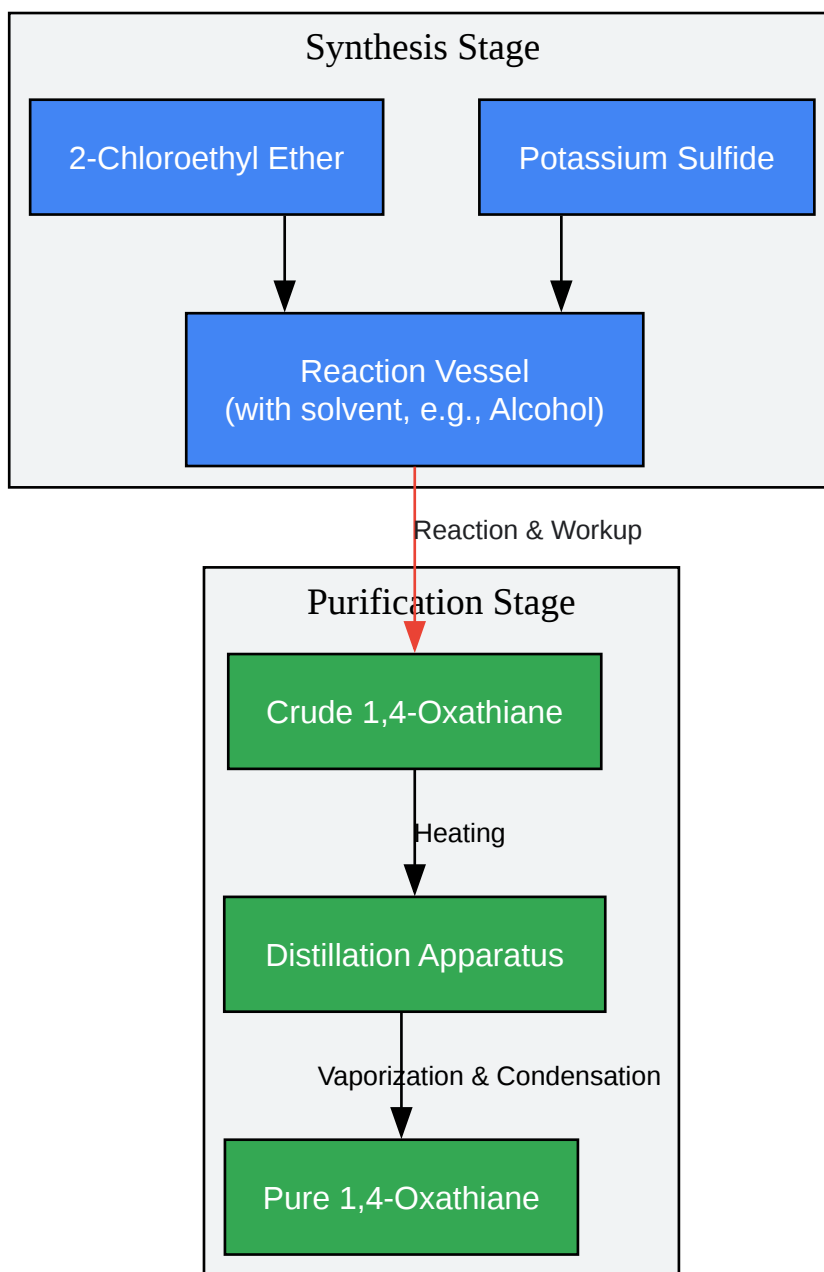 Synthesis Stage
2-Chloroethyl Ether
Potassium Sulfide
Reaction Vessel
(with solvent, e.g., Alcohol)
Reaction & Workup
Purification Stage
Crude 1,4-Oxathiane
Heating
Distillation Apparatus
Vaporization & Condensation
Pure 1,4-Oxathiane